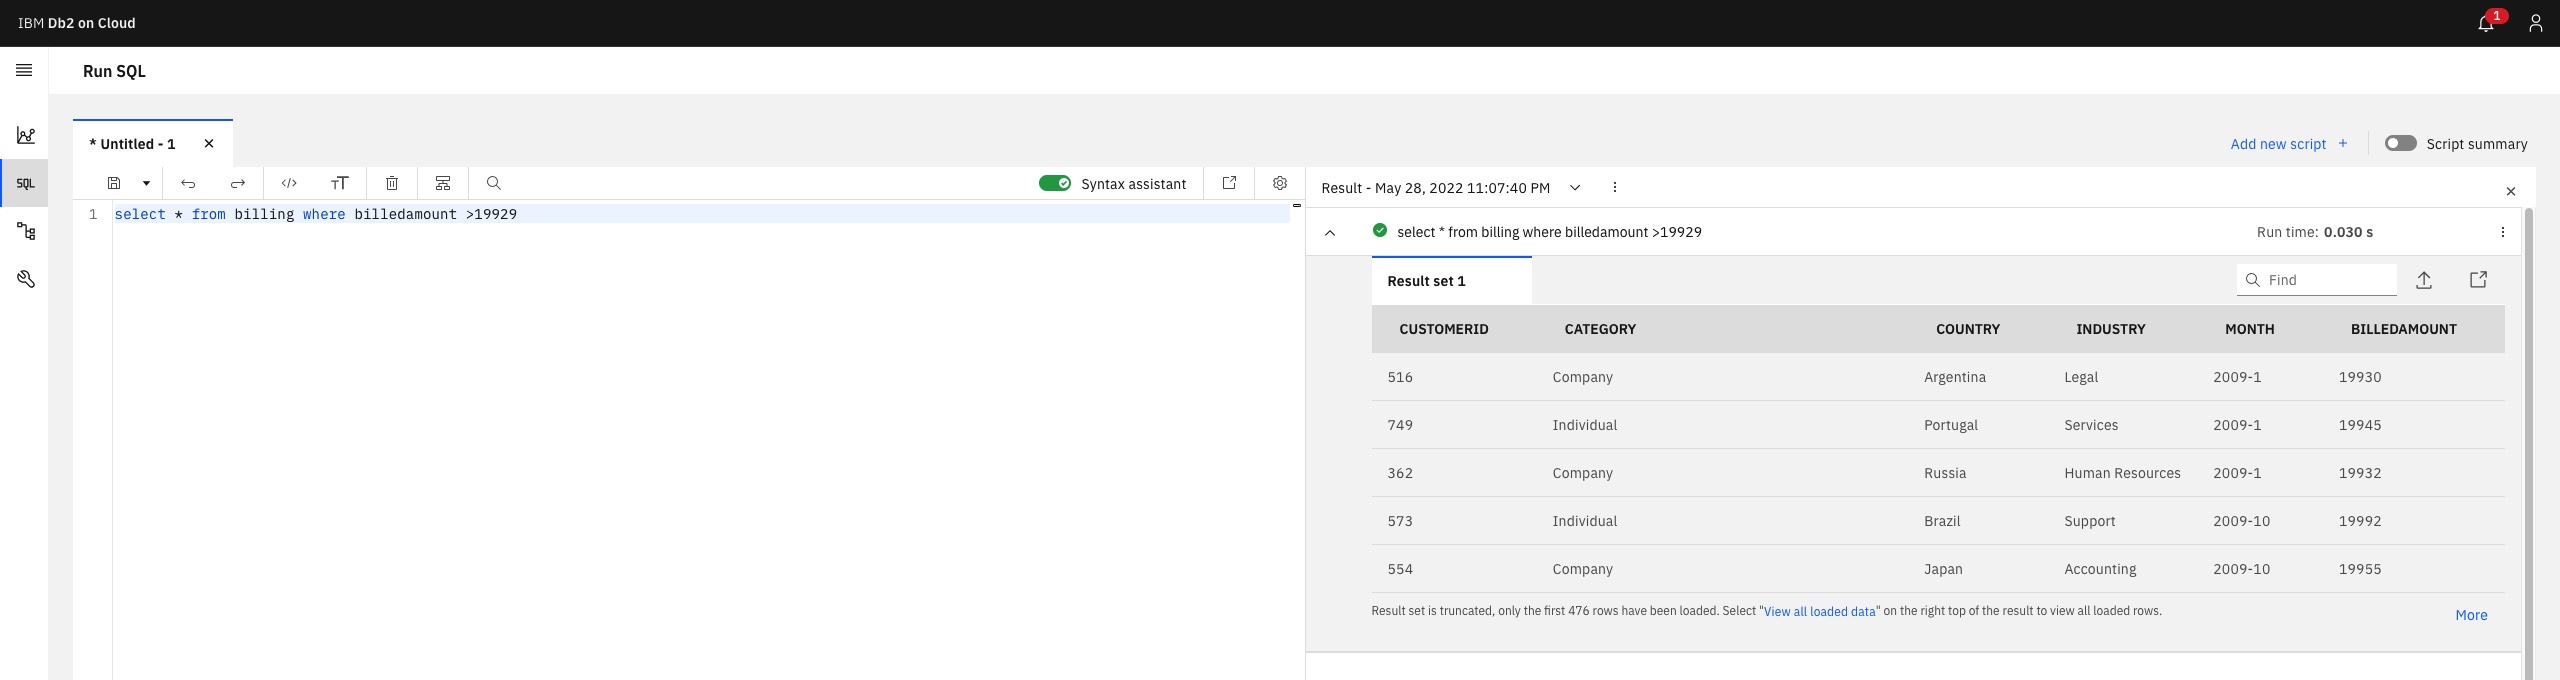 IBM Db2 on Cloud
1
Run SQL
* Untitled - 1
Add new script +
Script summary
SQL
</>
TT
Syntax assistant
1 select * from billing where billedamount >19929
Result - May 28, 2022 11:07:40 PM
select * from billing where billedamount >19929
Run time: 0.030 s
Result set 1
Find
CUSTOMERID CATEGORY COUNTRY INDUSTRY MONTH BILLEDAMOUNT
516 Company Argentina Legal 2009-1 19930
749 Individual Portugal Services 2009-1 19945
362 Company Russia Human Resources 2009-1 19932
573 Individual Brazil Support 2009-10 19992
554 Company Japan Accounting 2009-10 19955
Result set is truncated, only the first 476 rows have been loaded. Select "View all loaded data" on the right top of the result to view all loaded rows.
More